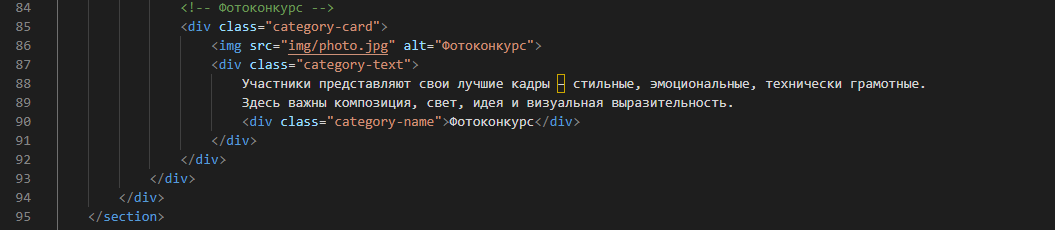 84 <!-- Фотоконкурс -->
85 <div class="category-card">
86 <img src="img/photo.jpg" alt="Фотоконкурс">
87 <div class="category-text">
88 Участники представляют свои лучшие кадры – стильные, эмоциональные, технически грамотные.
89 Здесь важны композиция, свет, идея и визуальная выразительность.
90 <div class="category-name">Фотоконкурс</div>
91 </div>
92 </div>
93 </div>
94 </div>
95 </section>